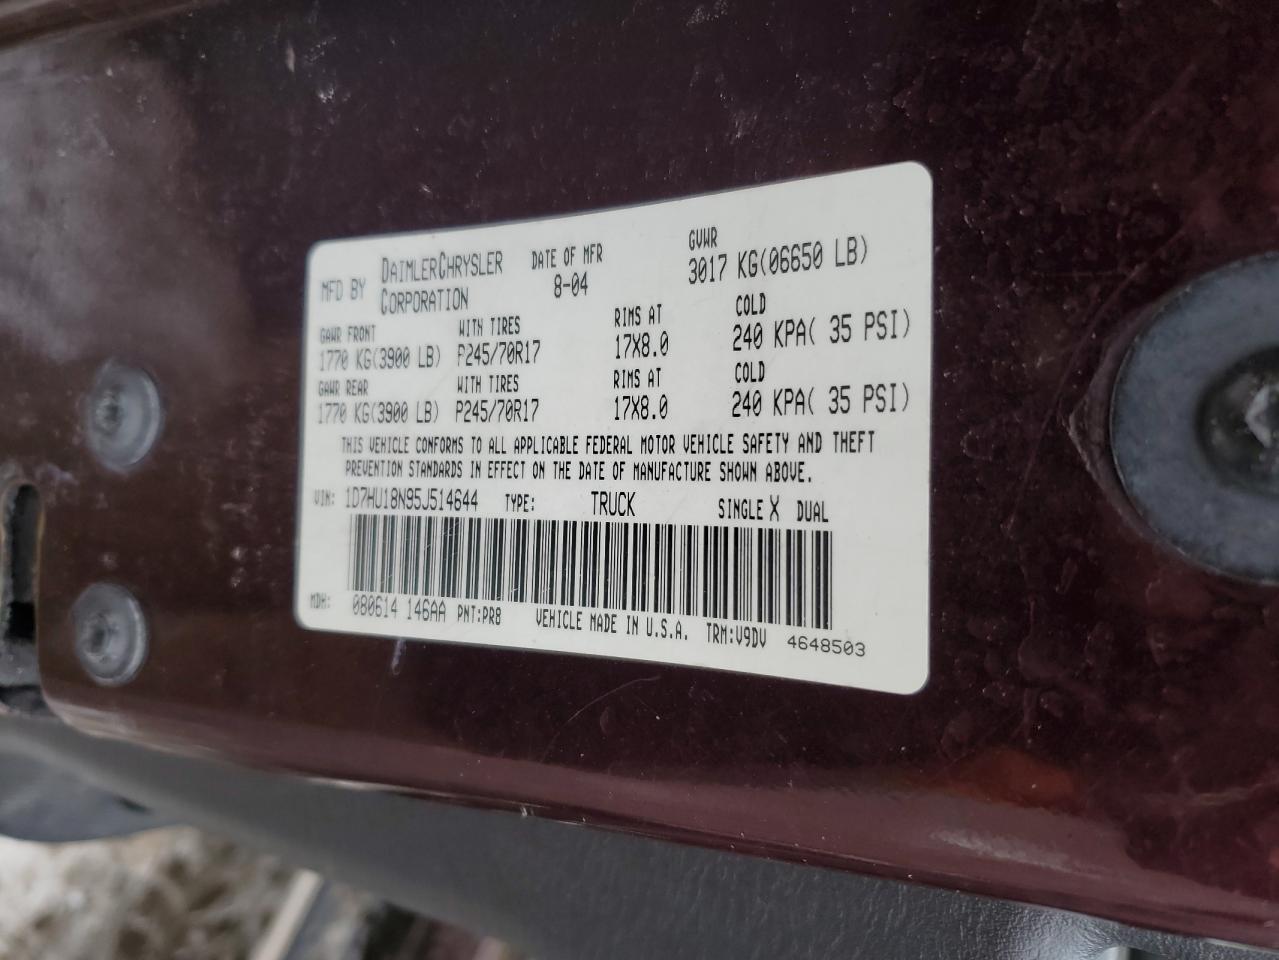 MFD BY DAIMLERCHRYSLER CORPORATION DATE OF MFR 8-04 GVWR 3017 KG(06650 LB)
GAWR FRONT WITH TIRES RIMS AT COLD
1770 KG(3900 LB) P245/70R17 17X8.0 240 KPA( 35 PSI)
GAWR REAR WITH TIRES RIMS AT COLD
1770 KG(3900 LB) P245/70R17 17X8.0 240 KPA( 35 PSI)
THIS VEHICLE CONFORMS TO ALL APPLICABLE FEDERAL MOTOR VEHICLE SAFETY AND THEFT
PREVENTION STANDARDS IN EFFECT ON THE DATE OF MANUFACTURE SHOWN ABOVE.
VIN: 1D7HU18N95J514644 TYPE: TRUCK SINGLE X DUAL
MDH: 080614 146AA PNT:PR8 VEHICLE MADE IN U.S.A. TRM:V9DV 4648503